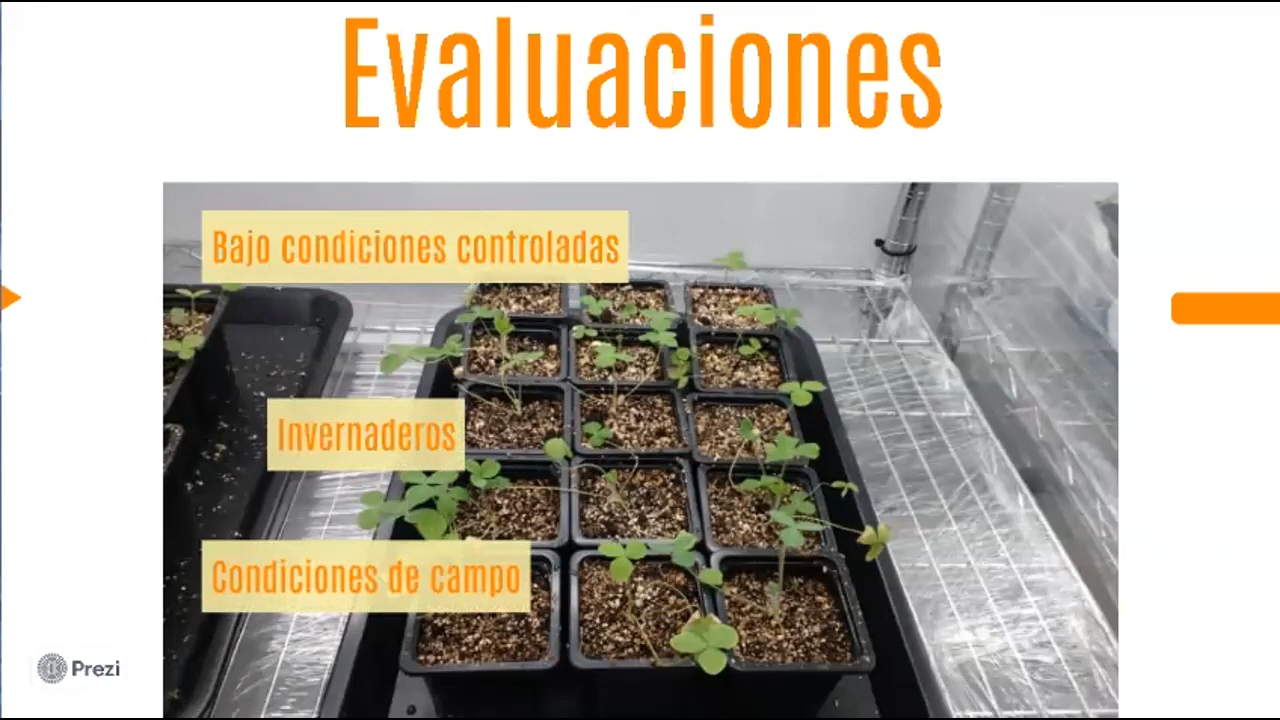 Evaluaciones
Bajo condiciones controladas
Invernaderos
Condiciones de campo
Prezi